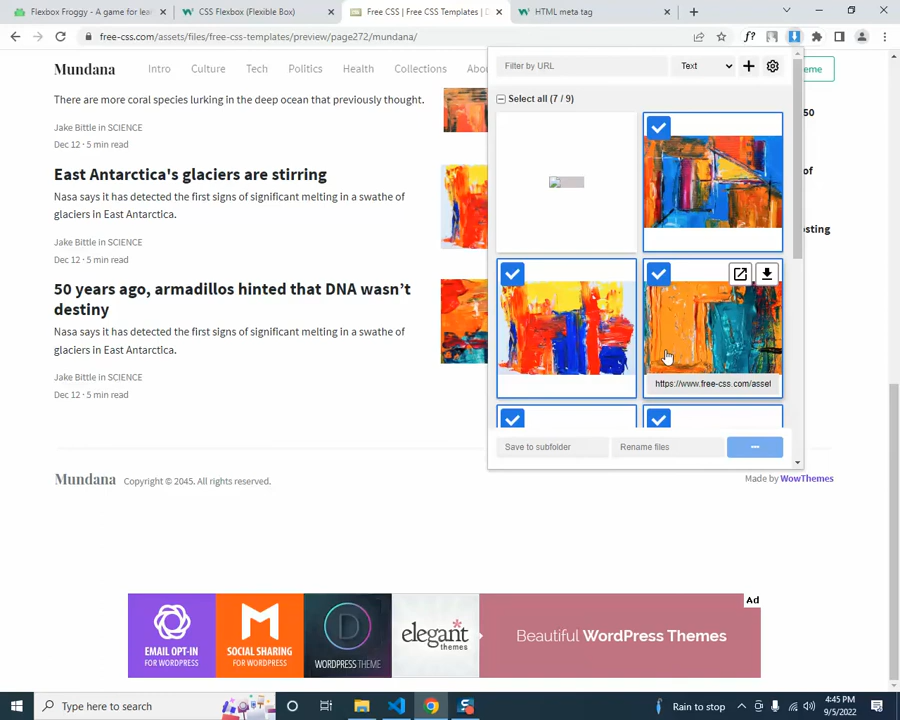 Flexbox Froggy - A game for lea
CSS Flexbox (Flexible Box)
Free CSS | Free CSS Templates | D
HTML meta tag
free-css.com/assets/files/free-css-templates/preview/page272/mundana/
Mundana
Intro
Culture
Tech
Politics
Health
Collections
Abou
eme
There are more coral species lurking in the deep ocean that previously thought.
Jake Bittle in SCIENCE
Dec 12 · 5 min read
East Antarctica's glaciers are stirring
Nasa says it has detected the first signs of significant melting in a swathe of
glaciers in East Antarctica.
Jake Bittle in SCIENCE
Dec 12 · 5 min read
50 years ago, armadillos hinted that DNA wasn't
destiny
Nasa says it has detected the first signs of significant melting in a swathe of
glaciers in East Antarctica.
Jake Bittle in SCIENCE
Dec 12 · 5 min read
Filter by URL
Text
Select all (7 / 9)
https://www.free-css.com/asset
Save to subfolder
Rename files
50
of
osting
Mundana
Copyright © 2045. All rights reserved.
Made by WowThemes
EMAIL OPT-IN
FOR WORDPRESS
SOCIAL SHARING
FOR WORDPRESS
D
WORDPRESS THEME
elegant
themes
Beautiful WordPress Themes
Ad
Type here to search
Rain to stop
4:45 PM
9/5/2022